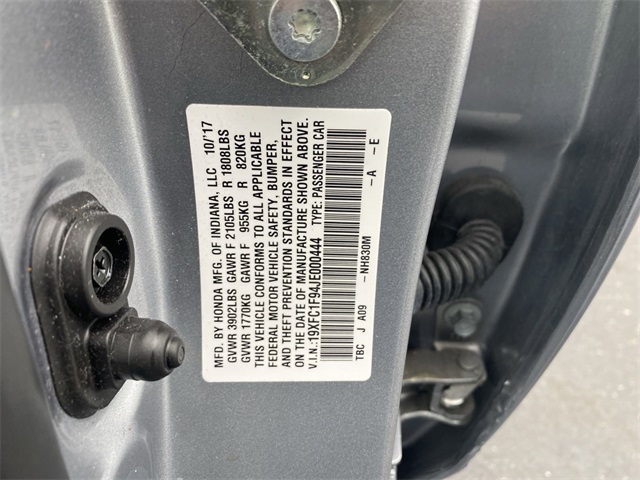 MFD. BY HONDA MFG. OF INDIANA, LLC 10/'17
GVWR 3902LBS GAWR F 2105LBS R 1808LBS
GVWR 1770KG GAWR F 955KG R 820KG
THIS VEHICLE CONFORMS TO ALL APPLICABLE
FEDERAL MOTOR VEHICLE SAFETY, BUMPER,
AND THEFT PREVENTION STANDARDS IN EFFECT
ON THE DATE OF MANUFACTURE SHOWN ABOVE.
V.I.N.:19XFC1F94JE000444 TYPE: PASSENGER CAR
TBC J A09 - NH830M -A -E